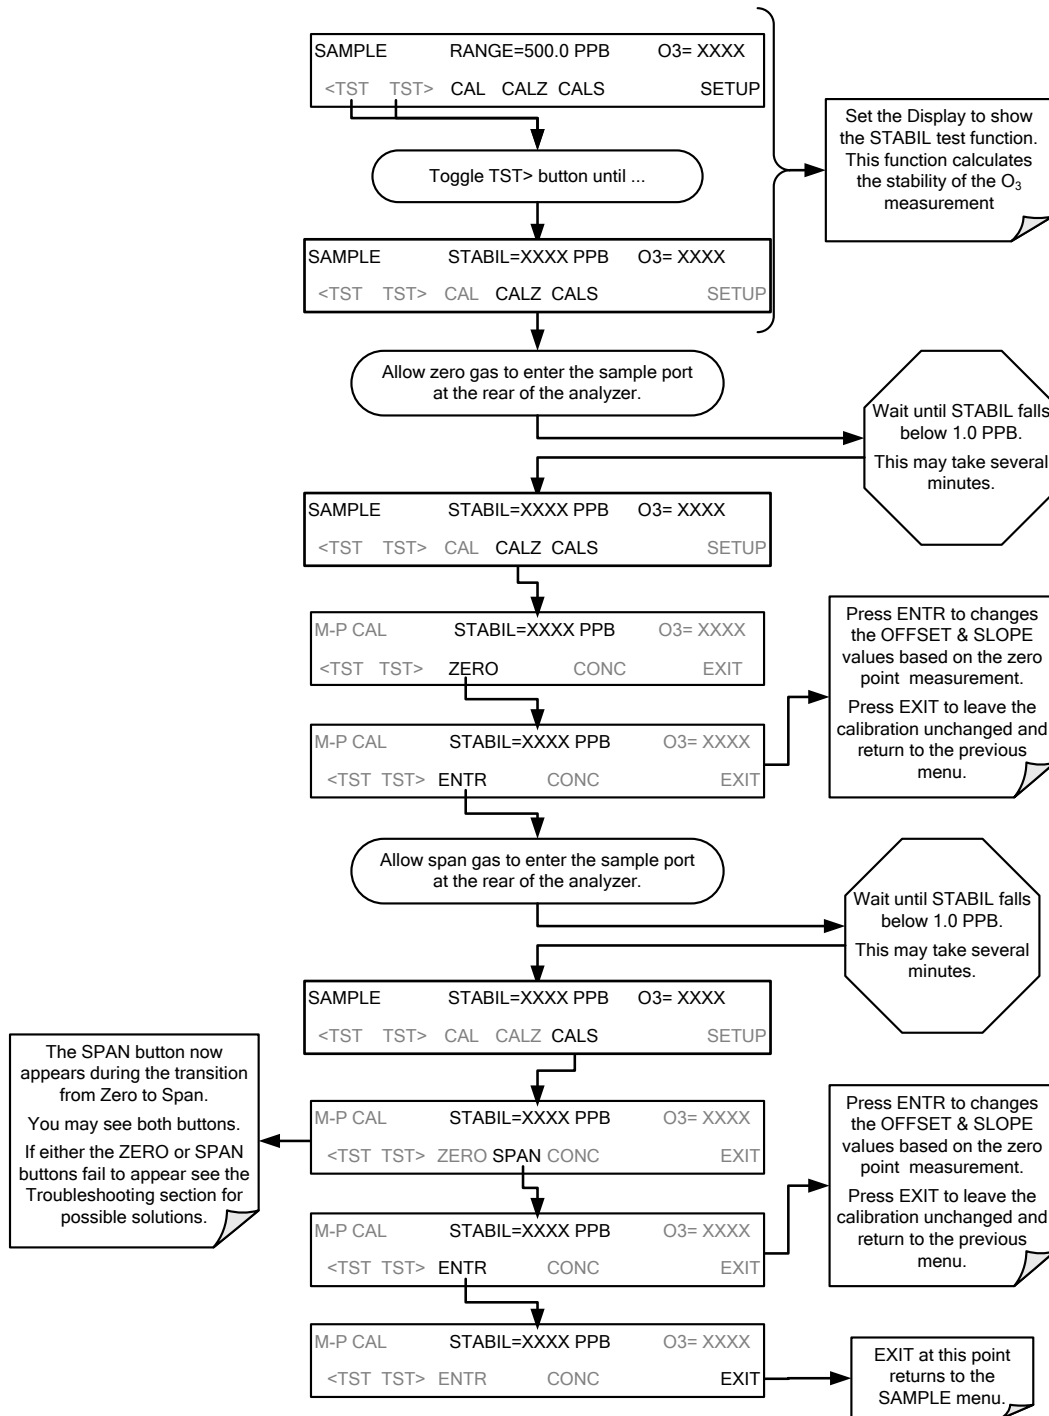 SAMPLE RANGE=500.0 PPB O3= XXXX
<TST TST> CAL CALZ CALS SETUP
Set the Display to show
the STABIL test function.
This function calculates
the stability of the O3
measurement
Toggle TST> button until ...
SAMPLE STABIL=XXXX PPB O3= XXXX
<TST TST> CAL CALZ CALS SETUP
Allow zero gas to enter the sample port
at the rear of the analyzer.
Wait until STABIL falls
below 1.0 PPB.
This may take several
minutes.
SAMPLE STABIL=XXXX PPB O3= XXXX
<TST TST> CAL CALZ CALS SETUP
M-P CAL STABIL=XXXX PPB O3= XXXX
<TST TST> ZERO CONC EXIT
Press ENTR to changes
the OFFSET & SLOPE
values based on the zero
point measurement.
Press EXIT to leave the
calibration unchanged and
return to the previous
menu.
M-P CAL STABIL=XXXX PPB O3= XXXX
<TST TST> ENTR CONC EXIT
Allow span gas to enter the sample port
at the rear of the analyzer.
Wait until STABIL falls
below 1.0 PPB.
This may take several
minutes.
SAMPLE STABIL=XXXX PPB O3= XXXX
<TST TST> CAL CALZ CALS SETUP
The SPAN button now
appears during the transition
from Zero to Span.
You may see both buttons.
If either the ZERO or SPAN
buttons fail to appear see the
Troubleshooting section for
possible solutions.
M-P CAL STABIL=XXXX PPB O3= XXXX
<TST TST> ZERO SPAN CONC EXIT
Press ENTR to changes
the OFFSET & SLOPE
values based on the zero
point measurement.
Press EXIT to leave the
calibration unchanged and
return to the previous
menu.
M-P CAL STABIL=XXXX PPB O3= XXXX
<TST TST> ENTR CONC EXIT
M-P CAL STABIL=XXXX PPB O3= XXXX
<TST TST> ENTR CONC EXIT
EXIT at this point
returns to the
SAMPLE menu.